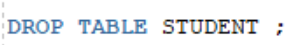 DROP TABLE STUDENT ;